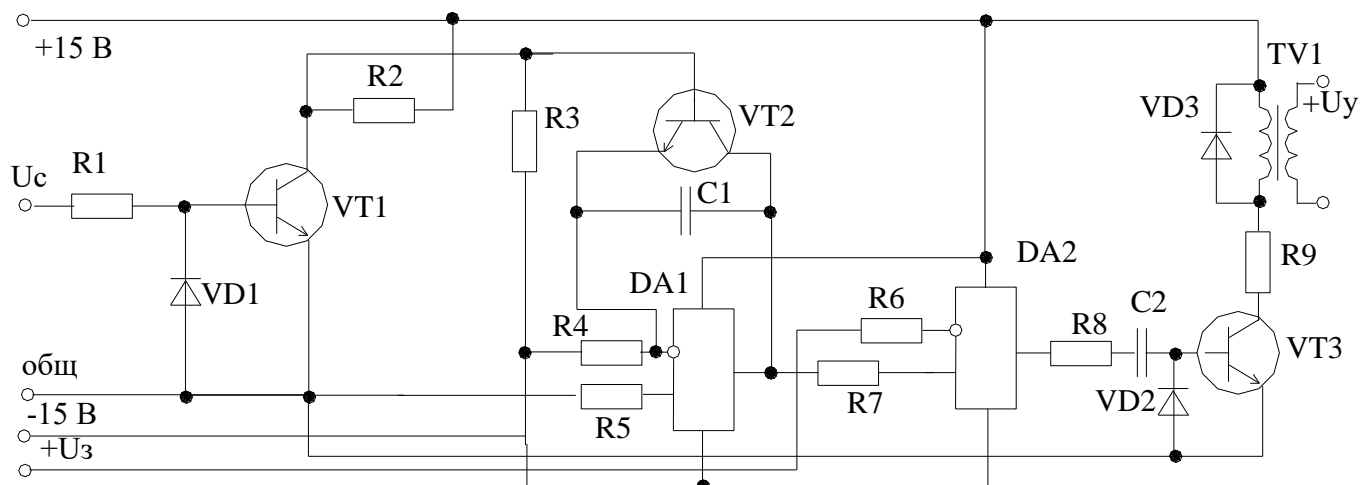 +15 В
TV1
R2
VD3
+Uу
R3
VT2
R1
Uс
C1
VT1
DA2
R9
DA1
VD1
R6
C2
R4
R8
VT3
общ
R7
VD2
-15 В
R5
+Uз